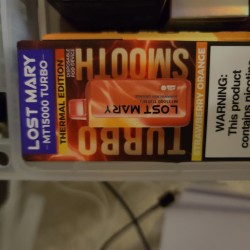 LOST MARY
MT15000 TURBO
THERMAL EDITION
SMOOTH
TURBO
LOST MARY
STRAWBERRY ORANGE
WARNING:
This product
contains nicotine